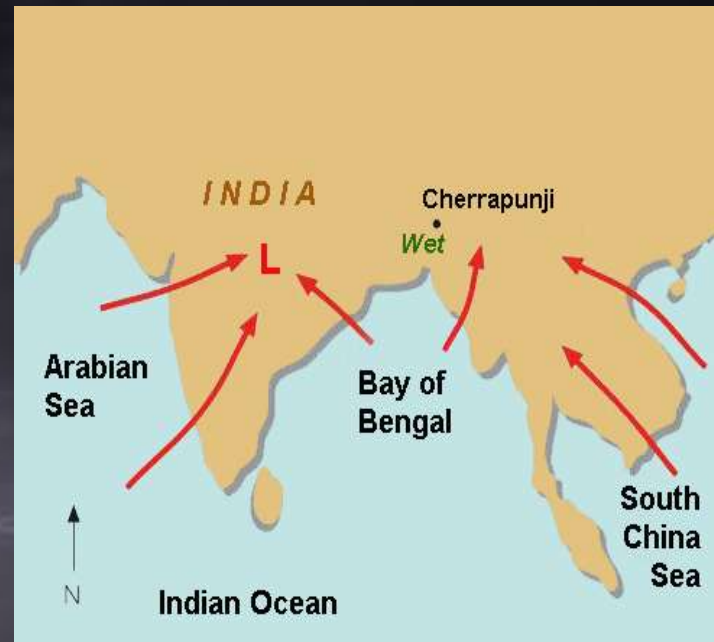 INDIA
Cherrapunji
Wet
L
Arabian
Sea
Bay of
Bengal
South
China
Sea
N
Indian Ocean